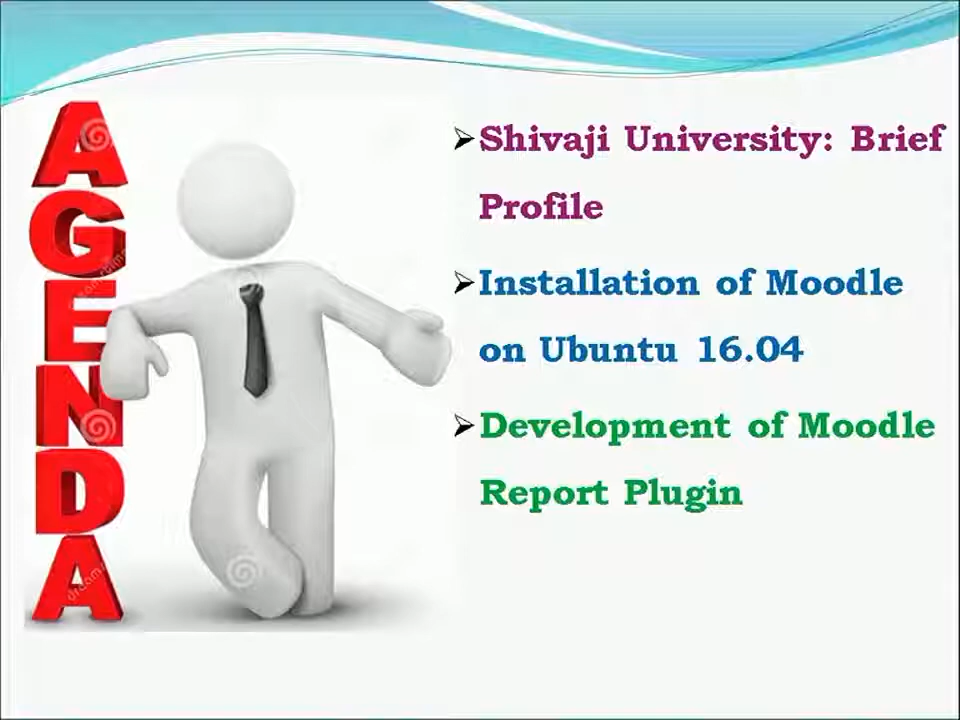 AGENDA
➢Shivaji University: Brief
Profile
➢Installation of Moodle
on Ubuntu 16.04
➢Development of Moodle
Report Plugin